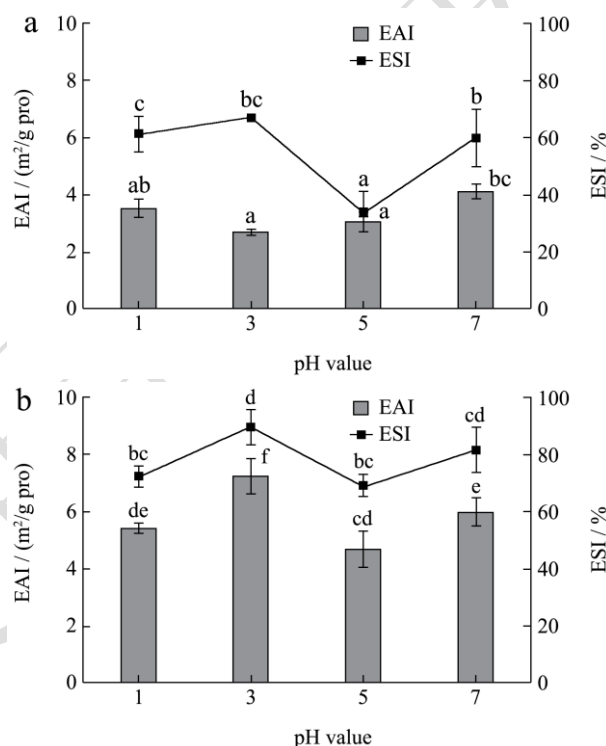 a
EAI
ESI
EAI / (m²/g pro)
ESI / %
10
8
6
4
2
0
100
80
60
40
20
0
c
bc
a
b
ab
a
a
bc
1 3 5 7
pH value
b
EAI
ESI
EAI / (m²/g pro)
ESI / %
10
8
6
4
2
0
100
80
60
40
20
0
bc
d
bc
cd
de
f
cd
e
1 3 5 7
pH value